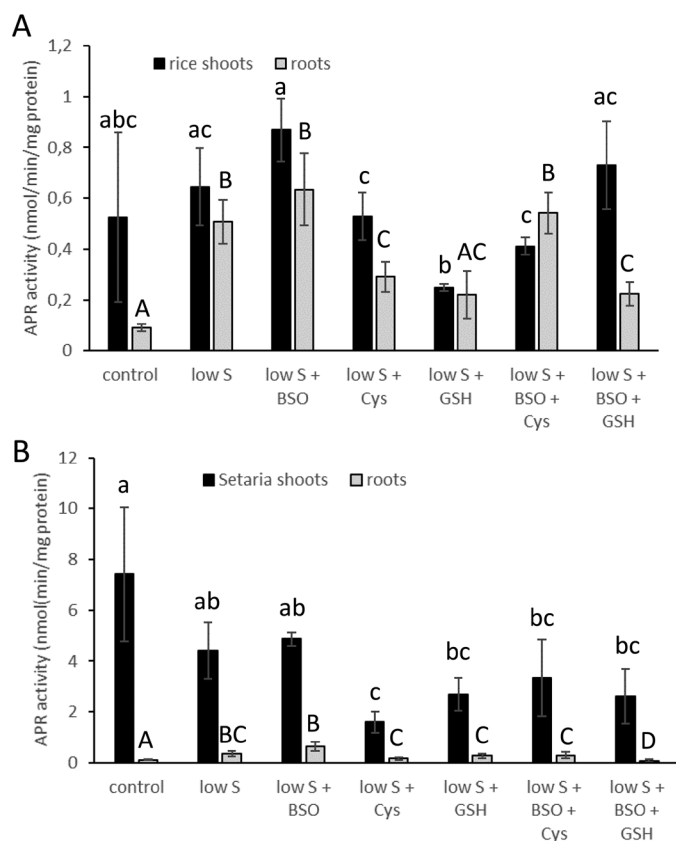 A
APR activity (nmol/min/mg protein)
1,2
1
0,8
0,6
0,4
0,2
0
rice shoots roots
abc
A
ac
B
a
B
c
C
b
AC
c
B
ac
C
control
low S
low S +
BSO
low S +
Cys
low S +
GSH
low S +
BSO +
Cys
low S +
BSO +
GSH
B
APR activity (nmol(min/mg protein)
12
10
8
6
4
2
0
Setaria shoots roots
a
A
ab
BC
ab
B
c
C
bc
C
bc
C
bc
D
control
low S
low S +
BSO
low S +
Cys
low S +
GSH
low S +
BSO +
Cys
low S +
BSO +
GSH